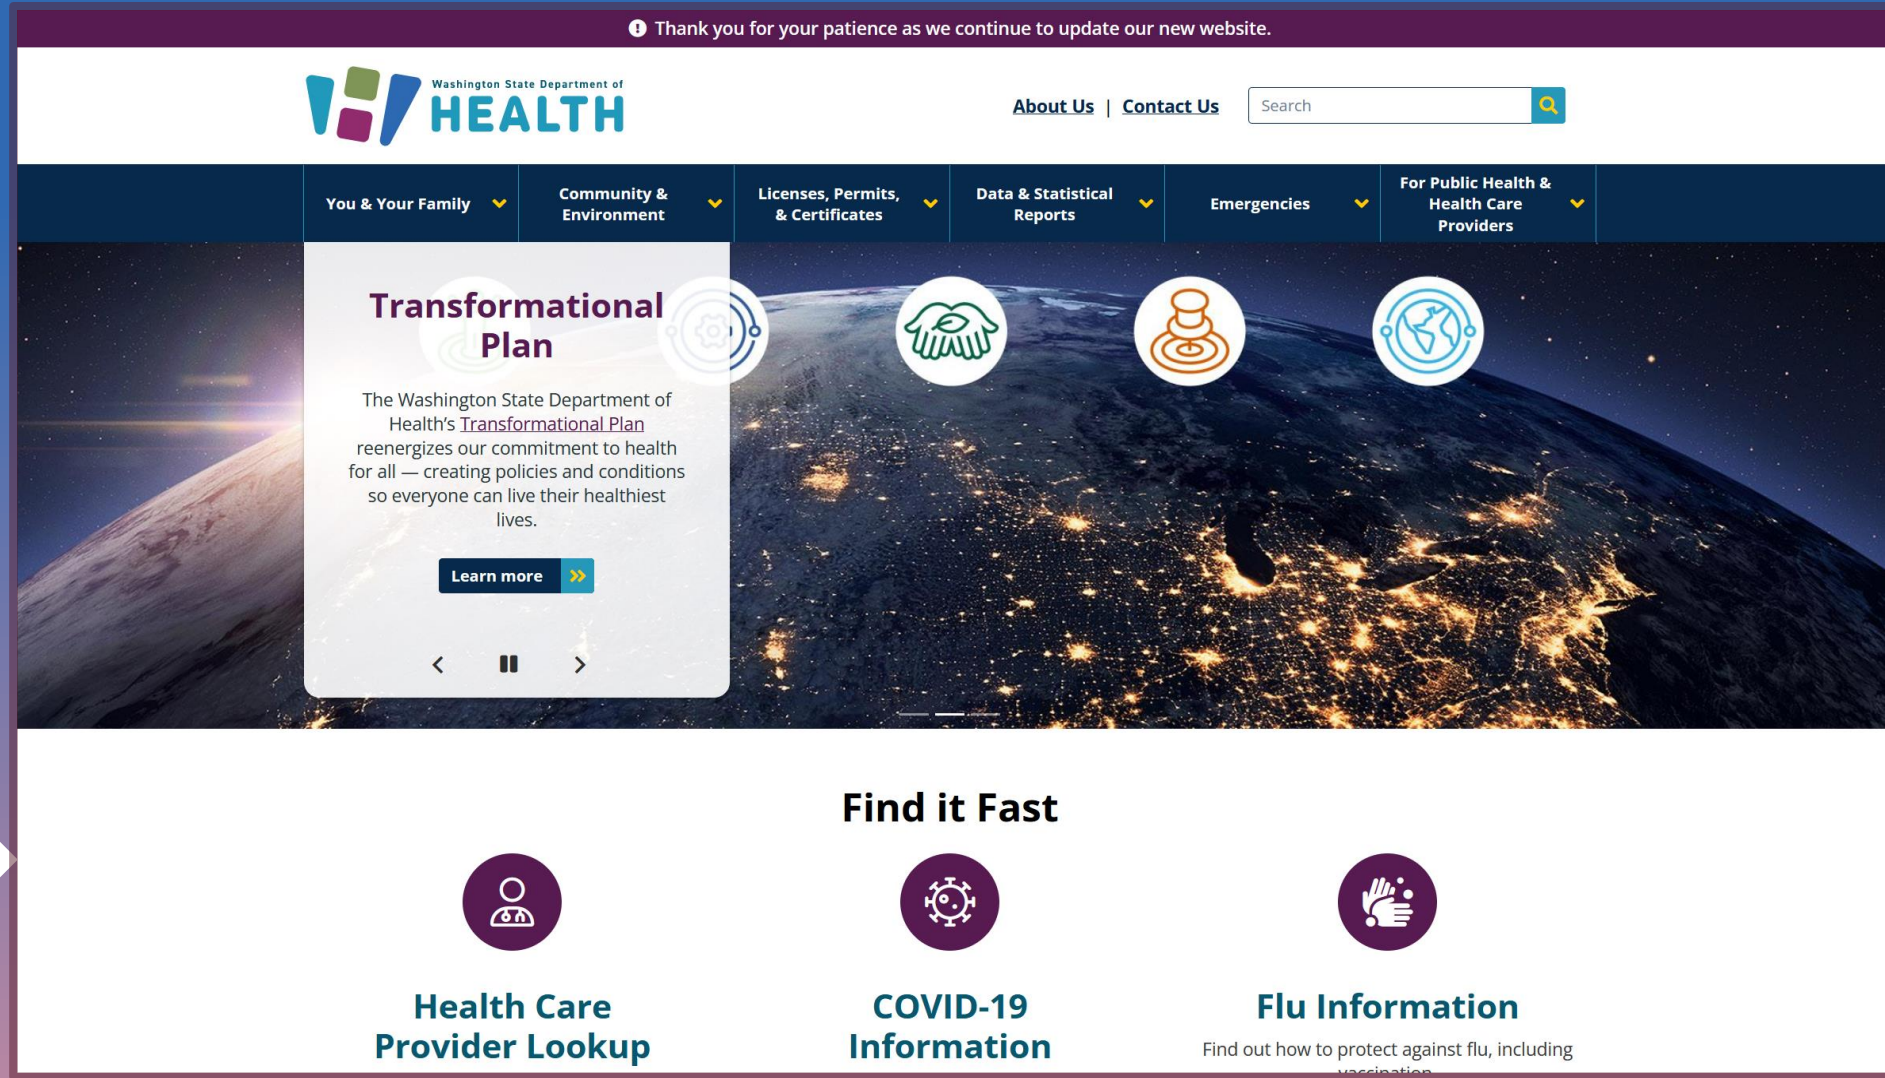 Thank you for your patience as we continue to update our new website.
Washington State Department of
HEALTH
About Us | Contact Us
Search
You & Your Family
Community &
Environment
Licenses, Permits,
& Certificates
Data & Statistical
Reports
Emergencies
For Public Health &
Health Care
Providers
Transformational
Plan
The Washington State Department of
Health’s Transformational Plan
reenergizes our commitment to health
for all — creating policies and conditions
so everyone can live their healthiest
lives.
Learn more
Find it Fast
Health Care
Provider Lookup
COVID-19
Information
Flu Information
Find out how to protect against flu, including
vaccination